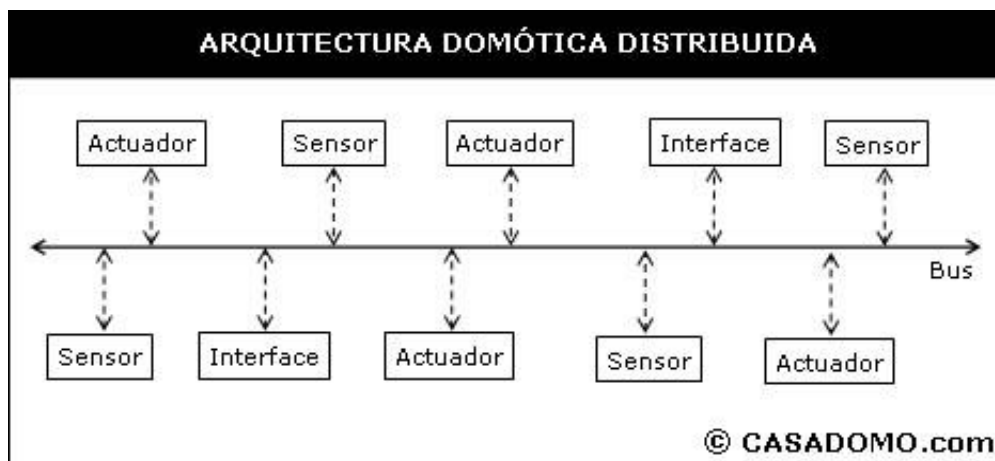 ARQUITECTURA DOMÓTICA DISTRIBUIDA
Actuador Sensor Actuador Interface Sensor
Bus
Sensor Interface Actuador Sensor Actuador
© CASADOMO.com